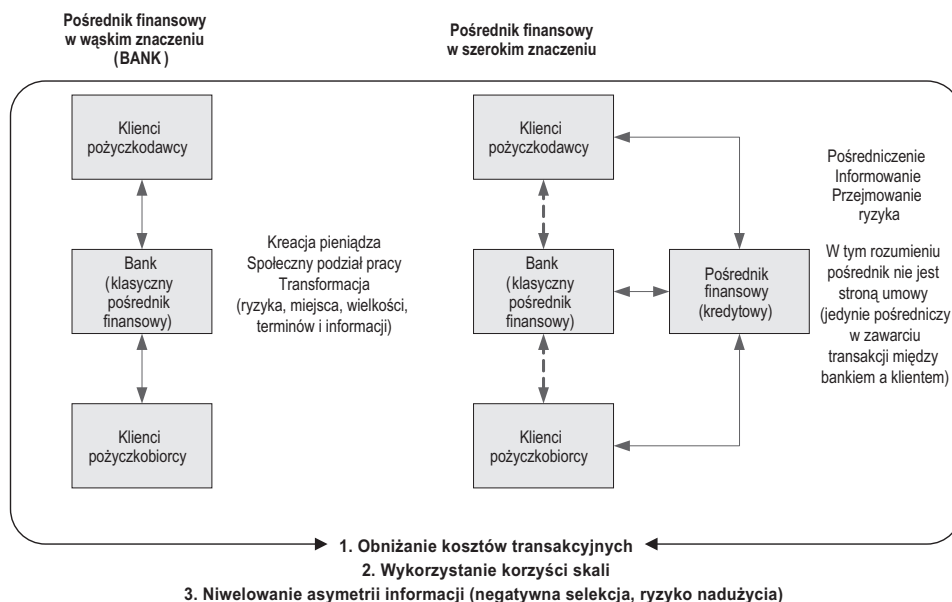 Pośrednik finansowy
w wąskim znaczeniu
(BANK)
Pośrednik finansowy
w szerokim znaczeniu
Klienci
pożyczkodawcy
Bank
(klasyczny
pośrednik
finansowy)
Klienci
pożyczkobiorcy
Kreacja pieniądza
Społeczny podział pracy
Transformacja
(ryzyka, miejsca, wielkości,
terminów i informacji)
Klienci
pożyczkodawcy
Bank
(klasyczny
pośrednik
finansowy)
Klienci
pożyczkobiorcy
Pośrednik
finansowy
(kredytowy)
Pośredniczenie
Informowanie
Przejmowanie
ryzyka
W tym rozumieniu
pośrednik nie jest
stroną umowy
(jedynie pośredniczy
w zawarciu
transakcji między
bankiem a klientem)
1. Obniżanie kosztów transakcyjnych
2. Wykorzystanie korzyści skali
3. Niwelowanie asymetrii informacji (negatywna selekcja, ryzyko nadużycia)